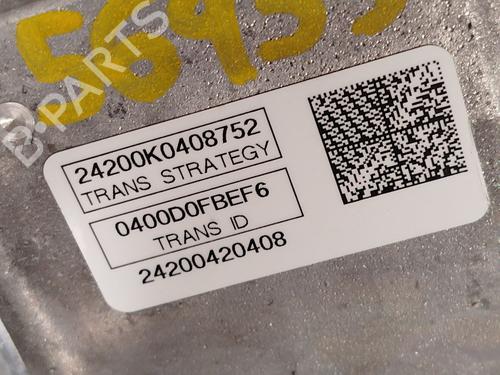 B-PARTS
24200K0408752
TRANS STRATEGY
0400D0FBEF6
TRANS ID
24200420408